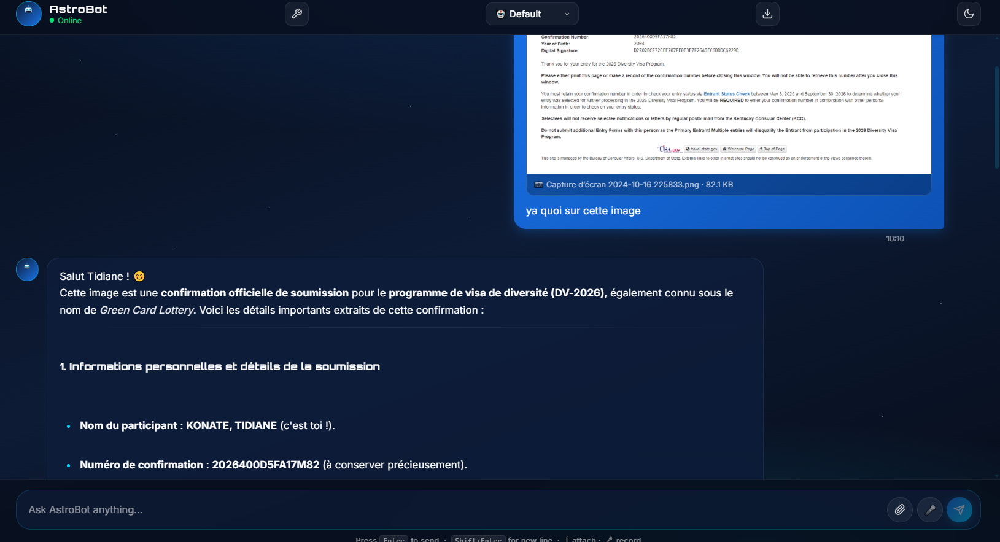 AstroBot
Online
Default
Confirmation Number: 2026400D5FA17M82
Year of Birth: 2004
Digital Signature: D2702BCF72CEE707FE0E3E7F26A5EC6DDDC6229D
Thank you for your entry for the 2026 Diversity Visa Program.
Please either print this page or make a record of the confirmation number before closing this window. You will not be able to retrieve this number after you close this
window.
You must retain your confirmation number in order to check your entry status via Entrant Status Check between May 3, 2025 and September 30, 2026 to determine whether your
entry was selected for further processing in the 2026 Diversity Visa Program. You will be REQUIRED to enter your confirmation number in combination with other personal
information in order to check on your entry status.
Selectees will not receive selectee notifications or letters by regular postal mail from the Kentucky Consular Center (KCC).
Do not submit additional Entry Forms with this person as the Primary Entrant! Multiple entries will disqualify the Entrant from participation in the 2026 Diversity Visa
Program.
USA.gov travel.state.gov Welcome Page Top of Page
This site is managed by the Bureau of Consular Affairs, U.S. Department of State. External links to other Internet sites should not be construed as an endorsement of the views contained therein.
Capture d'écran 2024-10-16 225833.png · 82.1 KB
ya quoi sur cette image
10:10
Salut Tidiane ! 😊
Cette image est une confirmation officielle de soumission pour le programme de visa de diversité (DV-2026), également connu sous le
nom de Green Card Lottery. Voici les détails importants extraits de cette confirmation :
1. Informations personnelles et détails de la soumission
• Nom du participant : KONATE, TIDIANE (c'est toi !).
• Numéro de confirmation : 2026400D5FA17M82 (à conserver précieusement).
Ask AstroBot anything...
Press Enter to send · Shift+Enter for new line · attach · record